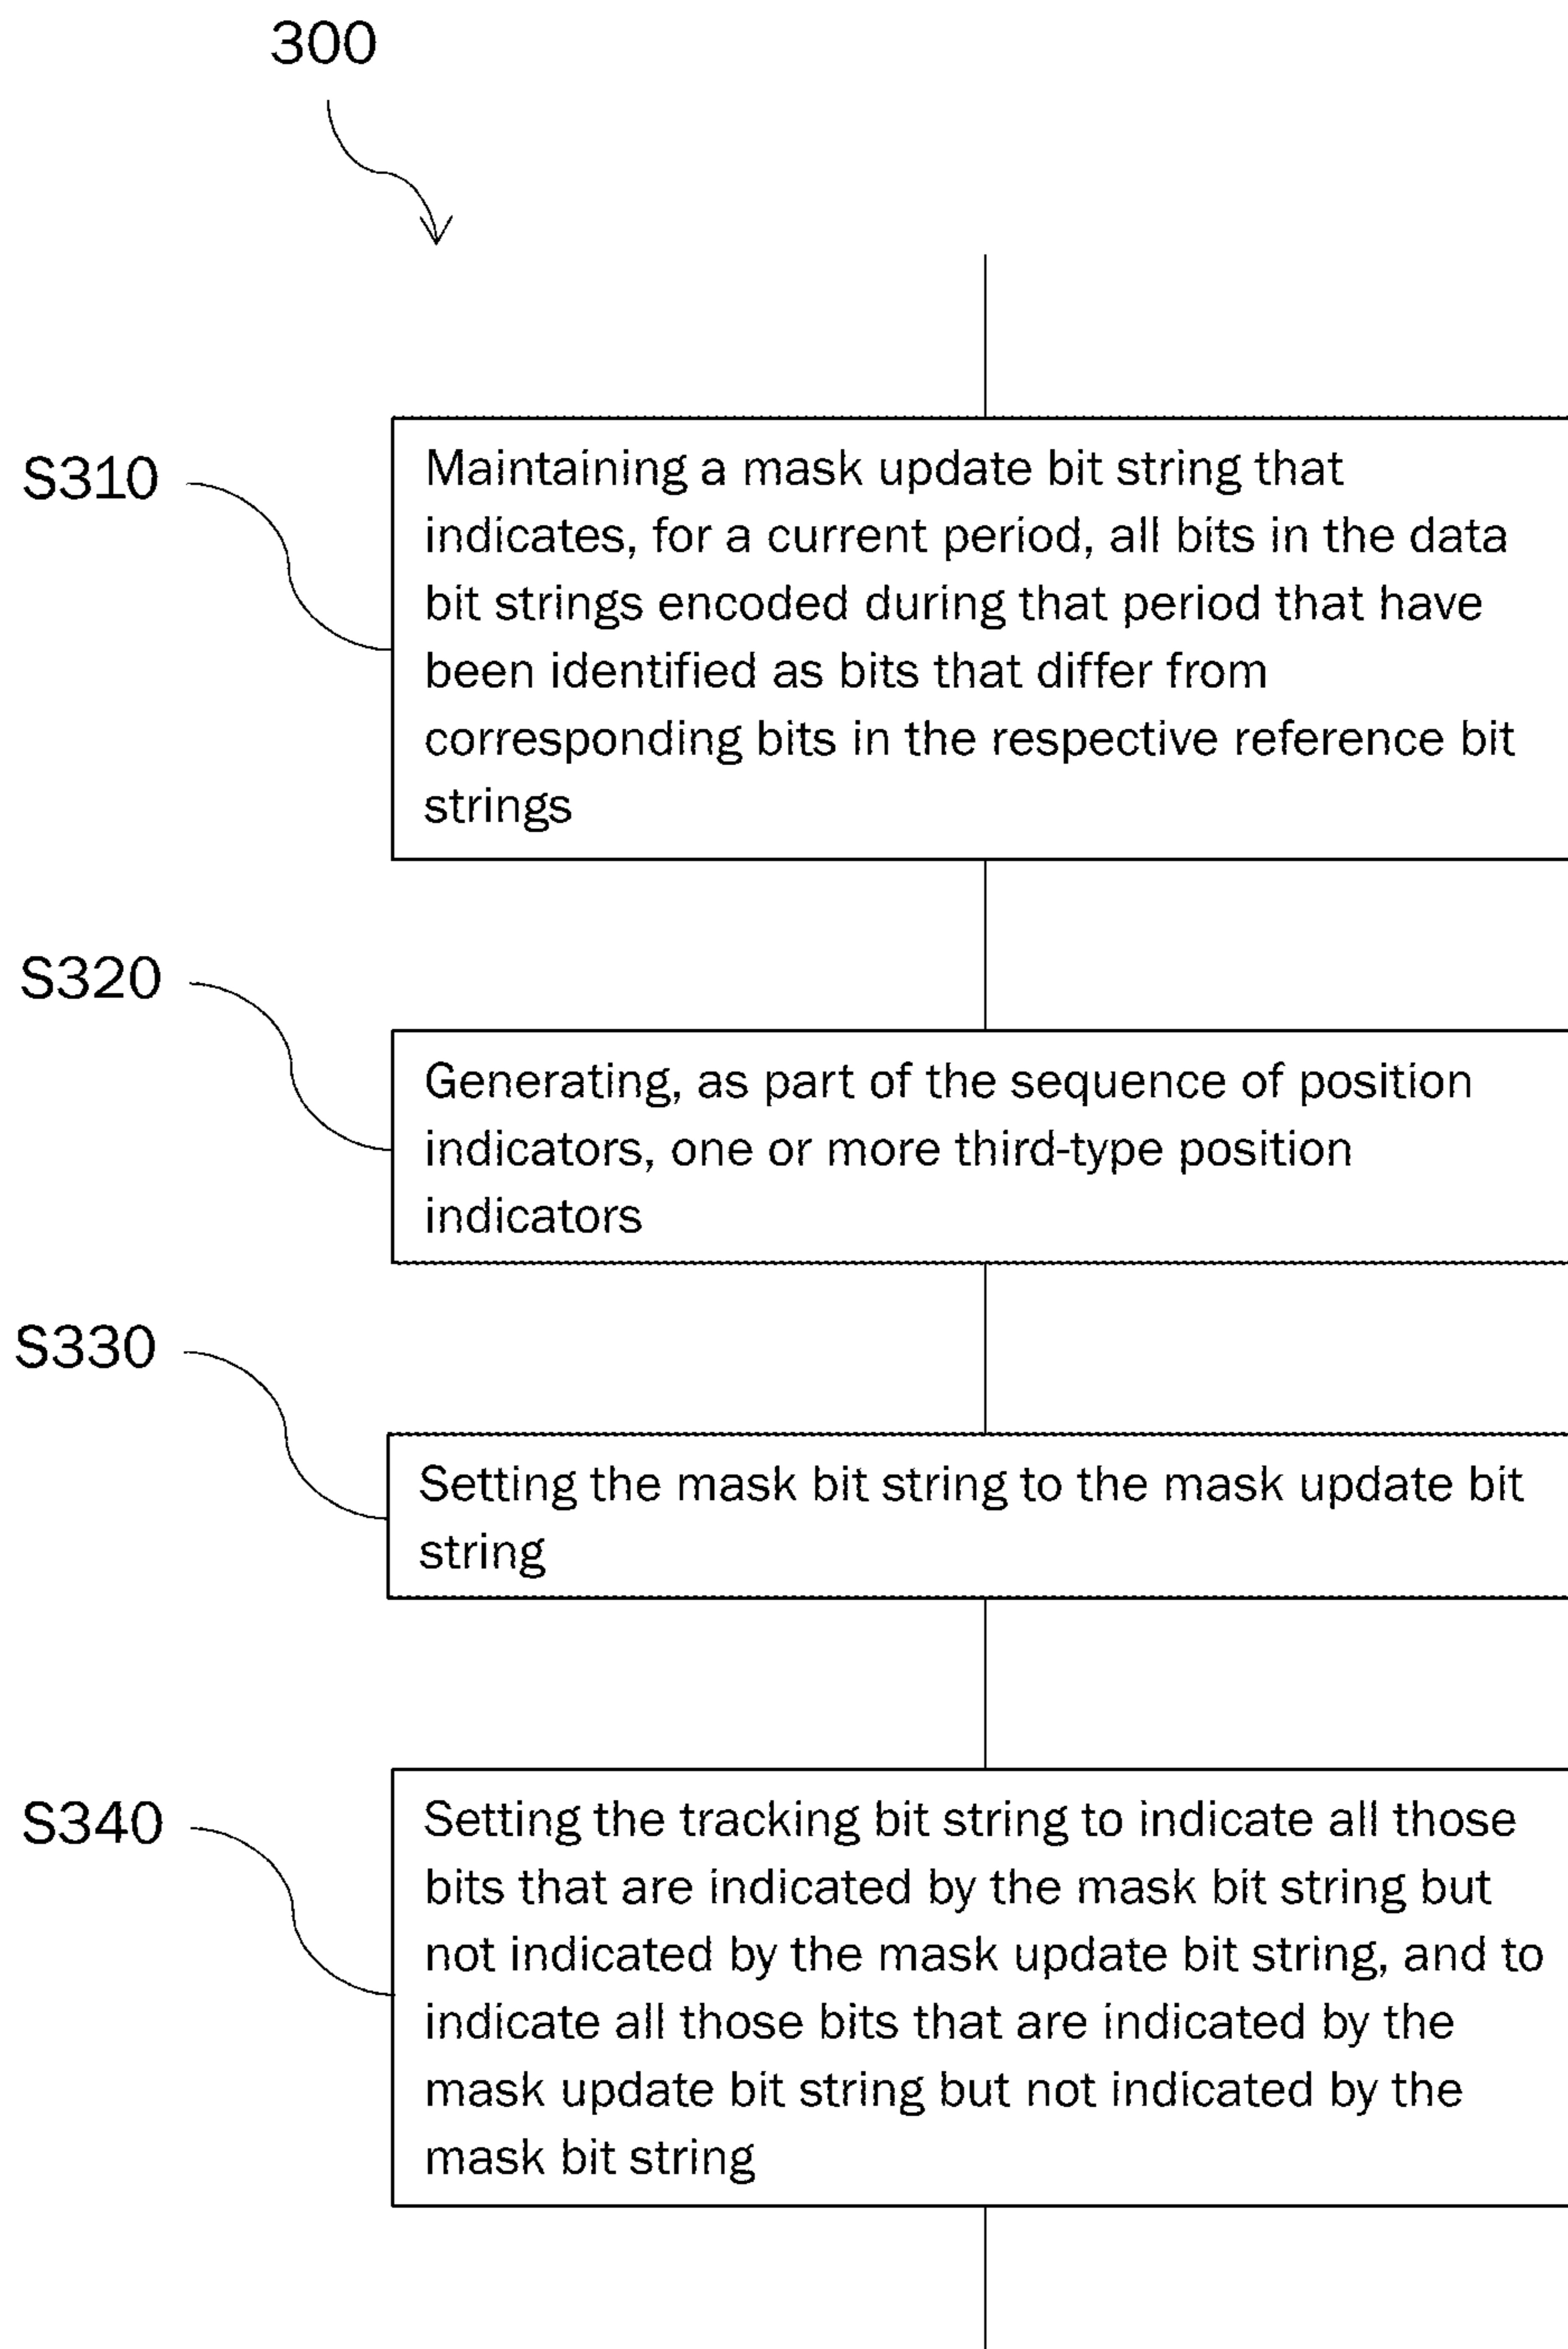 300
S310
Maintaining a mask update bit string that
indicates, for a current period, all bits in the data
bit strings encoded during that period that have
been identified as bits that differ from
corresponding bits in the respective reference bit
strings
S320
Generating, as part of the sequence of position
indicators, one or more third-type position
indicators
S330
Setting the mask bit string to the mask update bit
string
S340
Setting the tracking bit string to indicate all those
bits that are indicated by the mask bit string but
not indicated by the mask update bit string, and to
indicate all those bits that are indicated by the
mask update bit string but not indicated by the
mask bit string